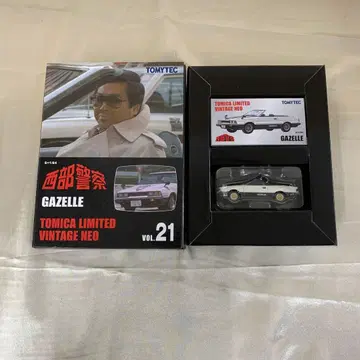 TOMYTEC
西部警察
GAZELLE
TOMICA LIMITED
VINTAGE NEO
VOL.21
TOMICA LIMITED
VINTAGE NEO
TOMYTEC
GAZELLE